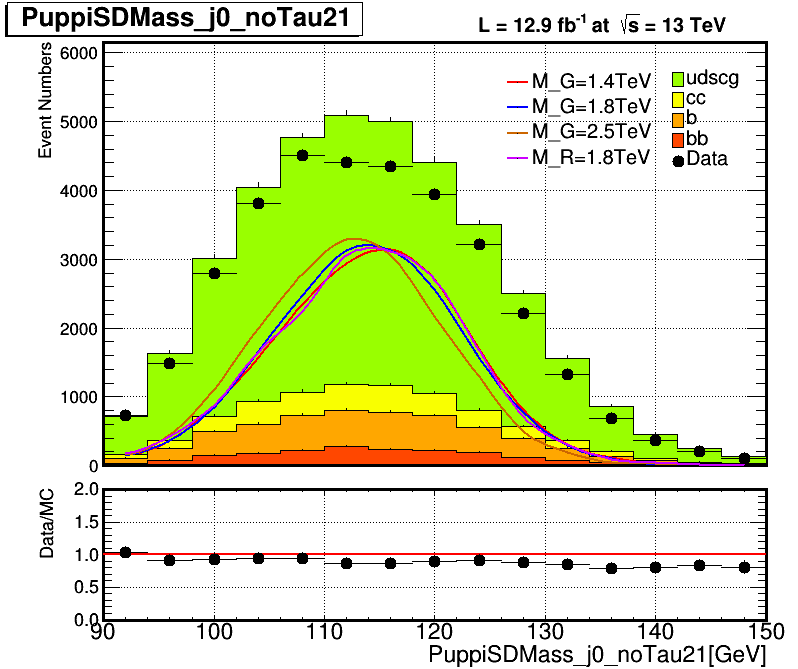 PuppiSDMass_j0_noTau21
L = 12.9 fb⁻¹ at √s = 13 TeV
Event Numbers
6000
5000
4000
3000
2000
1000
0
M_G=1.4TeV
M_G=1.8TeV
M_G=2.5TeV
M_R=1.8TeV
udscg
cc
b
bb
Data
Data/MC
2.0
1.5
1.0
0.5
0.0
90 100 110 120 130 140 150
PuppiSDMass_j0_noTau21[GeV]